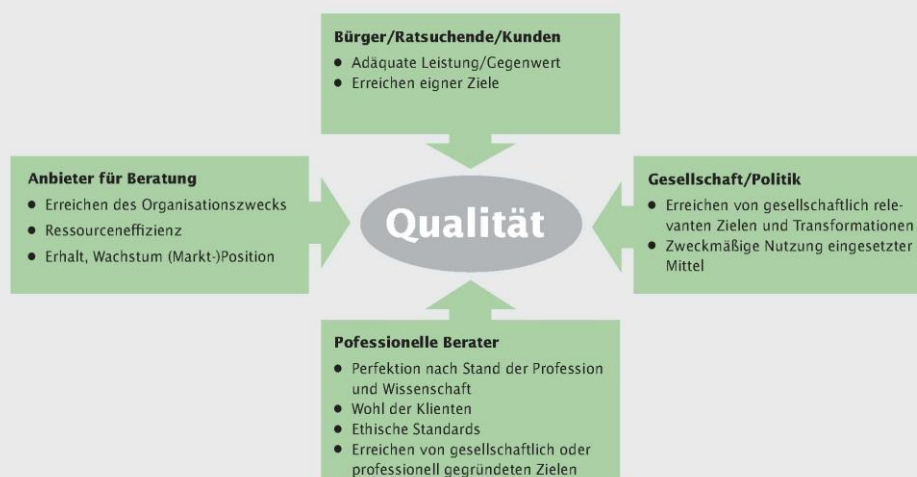 Bürger/Ratsuchende/Kunden
● Adäquate Leistung/Gegenwert
● Erreichen eigner Ziele
Anbieter für Beratung
● Erreichen des Organisationszwecks
● Ressourceneffizienz
● Erhalt, Wachstum (Markt-)Position
Qualität
Gesellschaft/Politik
● Erreichen von gesellschaftlich rele-
vanten Zielen und Transformationen
● Zweckmäßige Nutzung eingesetzter
Mittel
Pofessionelle Berater
● Perfektion nach Stand der Profession
und Wissenschaft
● Wohl der Klienten
● Ethische Standards
● Erreichen von gesellschaftlich oder
professionell gegründeten Zielen